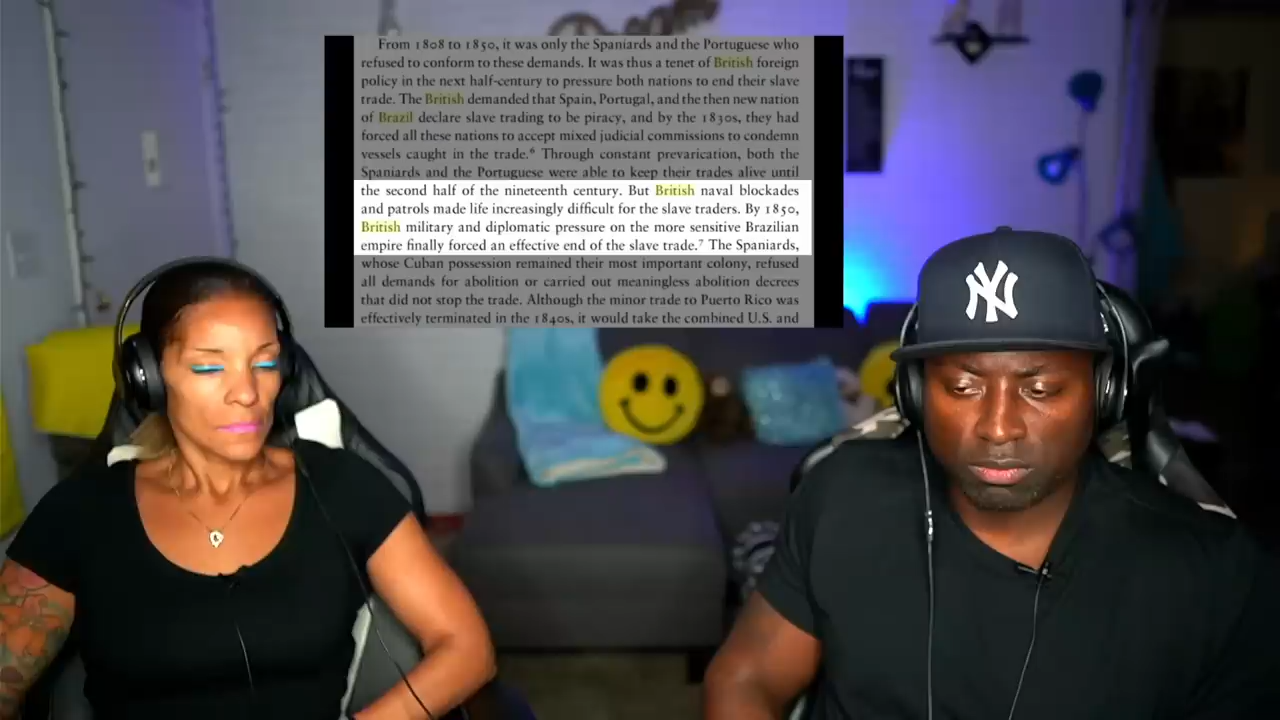 From 1808 to 1850, it was only the Spaniards and the Portuguese who
refused to conform to these demands. It was thus a tenet of British foreign
policy in the next half-century to pressure both nations to end their slave
trade. The British demanded that Spain, Portugal, and the then new nation
of Brazil declare slave trading to be piracy, and by the 1830s, they had
forced all these nations to accept mixed judicial commissions to condemn
vessels caught in the trade.⁶ Through constant prevarication, both the
Spaniards and the Portuguese were able to keep their trades alive until
the second half of the nineteenth century. But British naval blockades
and patrols made life increasingly difficult for the slave traders. By 1850,
British military and diplomatic pressure on the more sensitive Brazilian
empire finally forced an effective end of the slave trade.⁷ The Spaniards,
whose Cuban possession remained their most important colony, refused
all demands for abolition or carried out meaningless abolition decrees
that did not stop the trade. Although the minor trade to Puerto Rico was
effectively terminated in the 1840s, it would take the combined U.S. and
NY